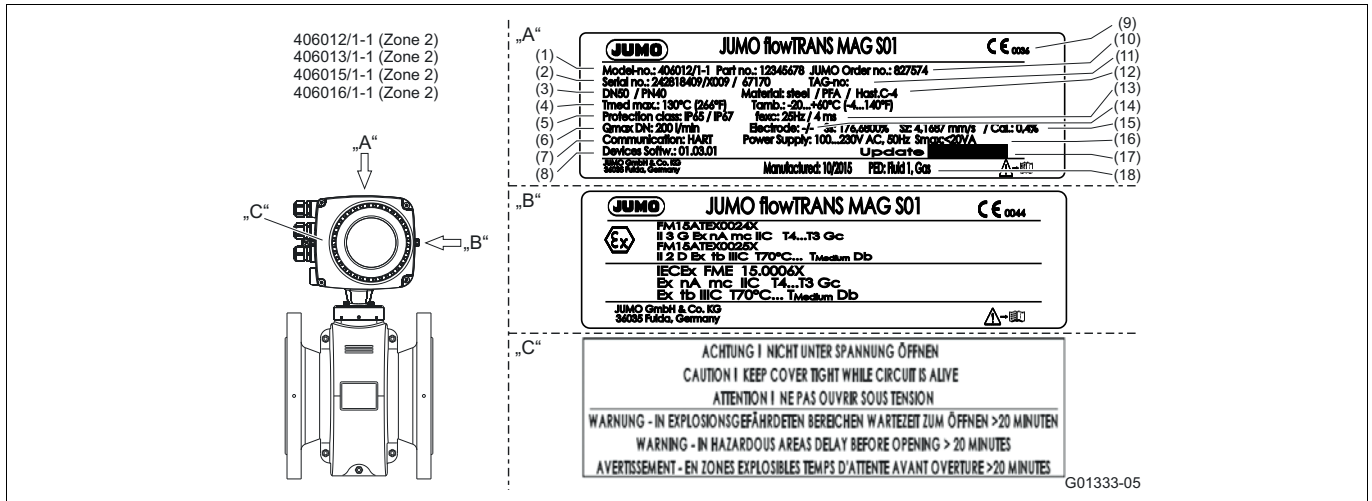 406012/1-1 (Zone 2)
406013/1-1 (Zone 2)
406015/1-1 (Zone 2)
406016/1-1 (Zone 2)
„A“
„C“
„B“
„A“
(1)
(2)
(3)
(4)
(5)
(6)
(7)
(8)
JUMO JUMO flowTRANS MAG S01 CE 0036
Model-no.: 406012/1-1 Part no.: 12345678 JUMO Order no.: 827574
Serial no.: 242818409/X009 / 67170 TAG-no:
DN50 / PN40 Material: steel / PFA / Hast.C-4
Tmed max.: 130°C (266°F) Tamb.: -20...+60°C (-4...140°F)
Protection class: IP65 / IP67 fexc: 25Hz / 4 ms
Qmax DN: 200 l/min Electrode: -/- Ss: 176,6800% Sz: 4,1687 mm/s / Cal.: 0,4%
Communication: HART Power Supply: 100...230V AC, 50Hz Smax: <20VA
Devices Softw.: 01.03.01 Update
JUMO GmbH & Co. KG
36035 Fulda, Germany Manufactured: 10/2015 PED: Fluid 1, Gas
(9)
(10)
(11)
(12)
(13)
(14)
(15)
(16)
(17)
(18)
„B“
JUMO JUMO flowTRANS MAG S01 CE 0044
Ex
FM15ATEX0024X
II 3 G Ex nA mc IIC T4...T3 Gc
FM15ATEX0025X
II 2 D Ex tb IIIC T70°C... TMedium Db
IECEx FME 15.0006X
Ex nA mc IIC T4...T3 Gc
Ex tb IIIC T70°C... TMedium Db
JUMO GmbH & Co. KG
36035 Fulda, Germany
„C“
ACHTUNG ! NICHT UNTER SPANNUNG ÖFFNEN
CAUTION ! KEEP COVER TIGHT WHILE CIRCUIT IS ALIVE
ATTENTION ! NE PAS OUVRIR SOUS TENSION
WARNUNG - IN EXPLOSIONSGEFÄHRDETEN BEREICHEN WARTEZEIT ZUM ÖFFNEN >20 MINUTEN
WARNING - IN HAZARDOUS AREAS DELAY BEFORE OPENING > 20 MINUTES
AVERTISSEMENT - EN ZONES EXPLOSIBLES TEMPS D'ATTENTE AVANT OVERTURE >20 MINUTES
G01333-05